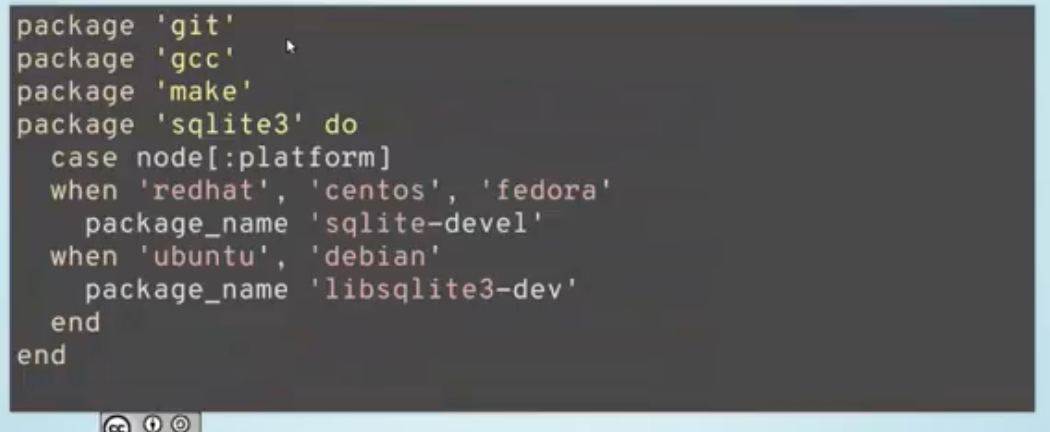 package 'git'
package 'gcc'
package 'make'
package 'sqlite3' do
  case node[:platform]
  when 'redhat', 'centos', 'fedora'
    package_name 'sqlite-devel'
  when 'ubuntu', 'debian'
    package_name 'libsqlite3-dev'
  end
end
cc